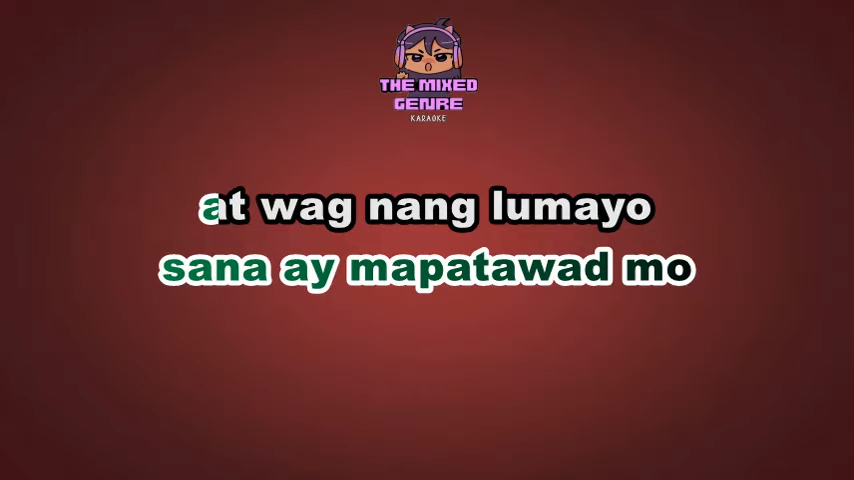 THE MIXED
GENRE
KARAOKE
at wag nang lumayo
sana ay mapatawad mo